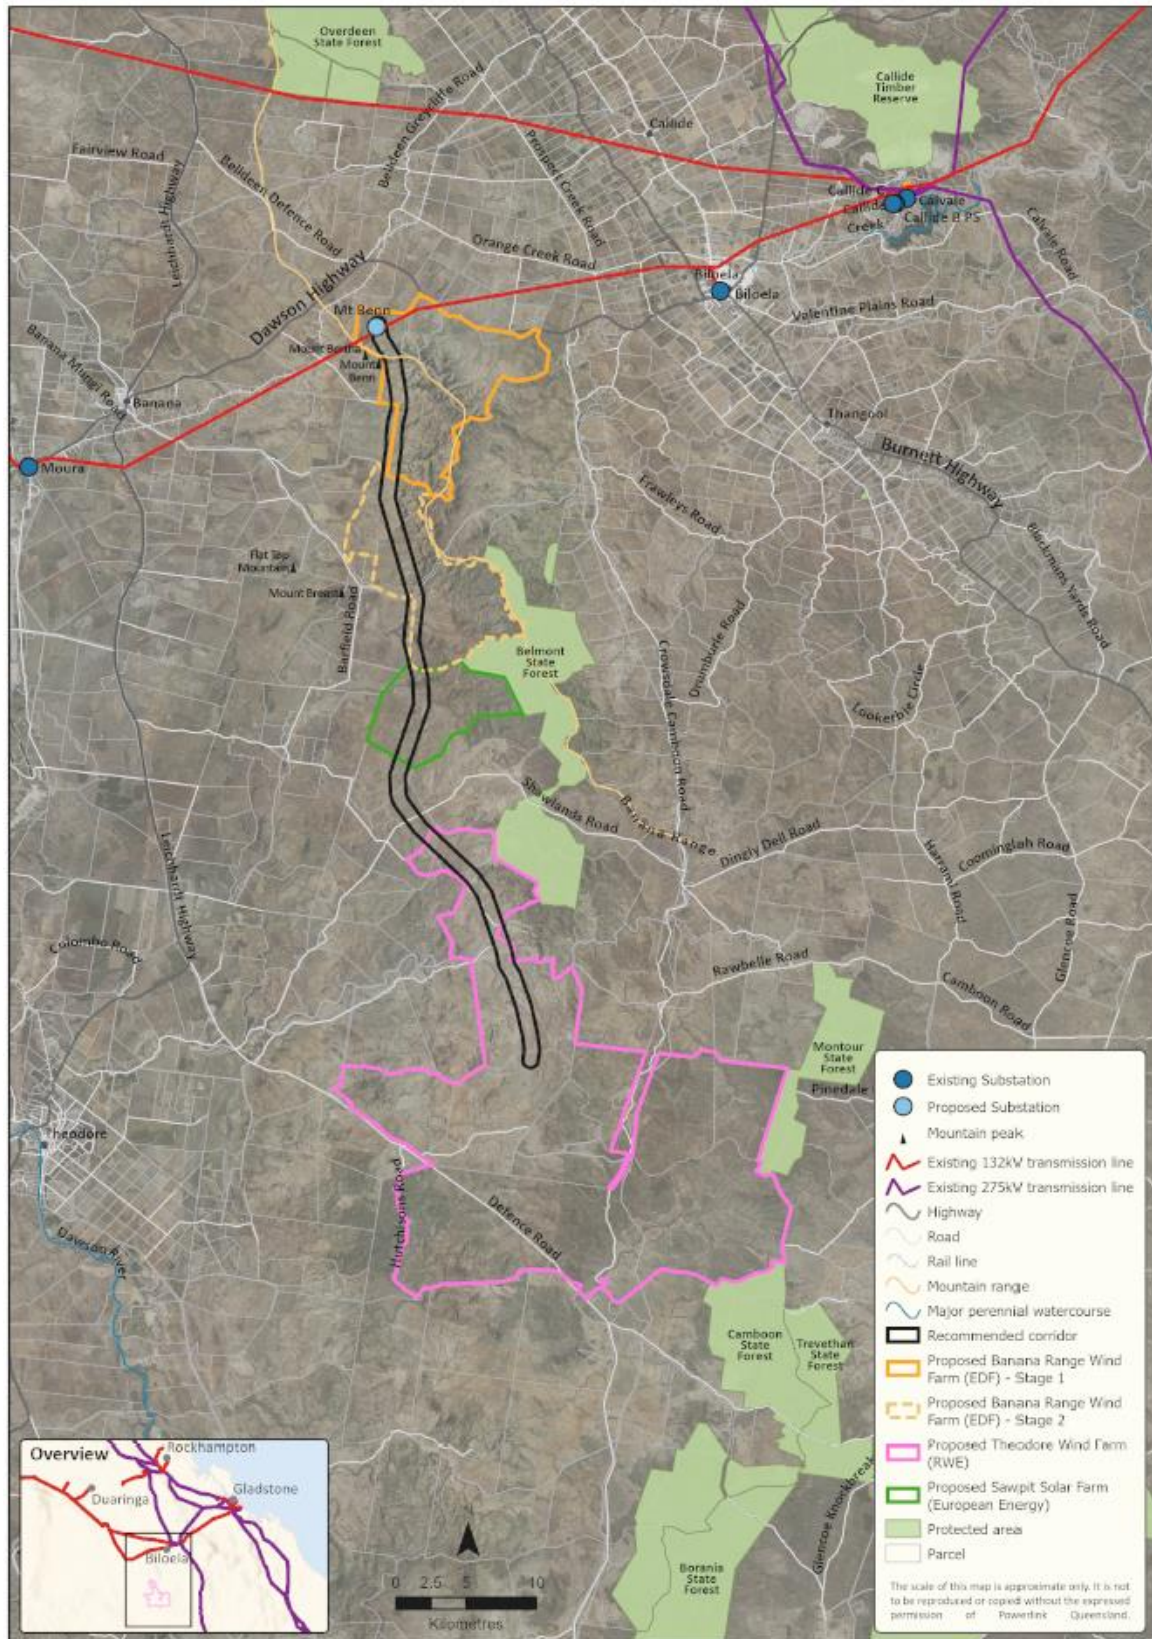 Overdeen
State Forest
Callide
Timber
Reserve
Fairview Road
Leichhardt Highway
Belldeen Greycliffe Road
Belldeen Defence Road
Prospect Creek Road
Callide
Orange Creek Road
Callide C
Callide
Creek
Calvale
Callide B PS
Calvale Road
Dawson Highway
Biloela
Biloela
Valentine Plains Road
Mt Benn
Mount
Benn
Banana Mungi Road
Banana
Moura
Thangool
Burnett Highway
Frawleys Road
Blackmans Yards Road
Flat Top
Mountain
Barfield Road
Belmont
State
Forest
Crowsdale Camboon Road
Drumburle Road
Lookerbie Circle
Shawlands Road
Banana Range
Dingly Dell Road
Harrami Road
Coominglah Road
Glencoe Road
Leichhardt Highway
Colombo Road
Rawbelle Road
Camboon Road
Montour
State
Forest
Pinedale
Theodore
Hutchisons Road
Defence Road
Dawson River
Camboon
State
Forest
Trevethan
State
Forest
Borania
State
Forest
Glencoe Knockbreak
Existing Substation
Proposed Substation
Mountain peak
Existing 132kV transmission line
Existing 275kV transmission line
Highway
Road
Rail line
Mountain range
Major perennial watercourse
Recommended corridor
Proposed Banana Range Wind
Farm (EDF) - Stage 1
Proposed Banana Range Wind
Farm (EDF) - Stage 2
Proposed Theodore Wind Farm
(RWE)
Proposed Sawpit Solar Farm
(European Energy)
Protected area
Parcel
The scale of this map is approximate only. It is not
to be reproduced or copied without the expressed
permission of Powerlink Queensland.
Overview
Rockhampton
Duaringa
Gladstone
Biloela
0 2.5 5 10
Kilometres